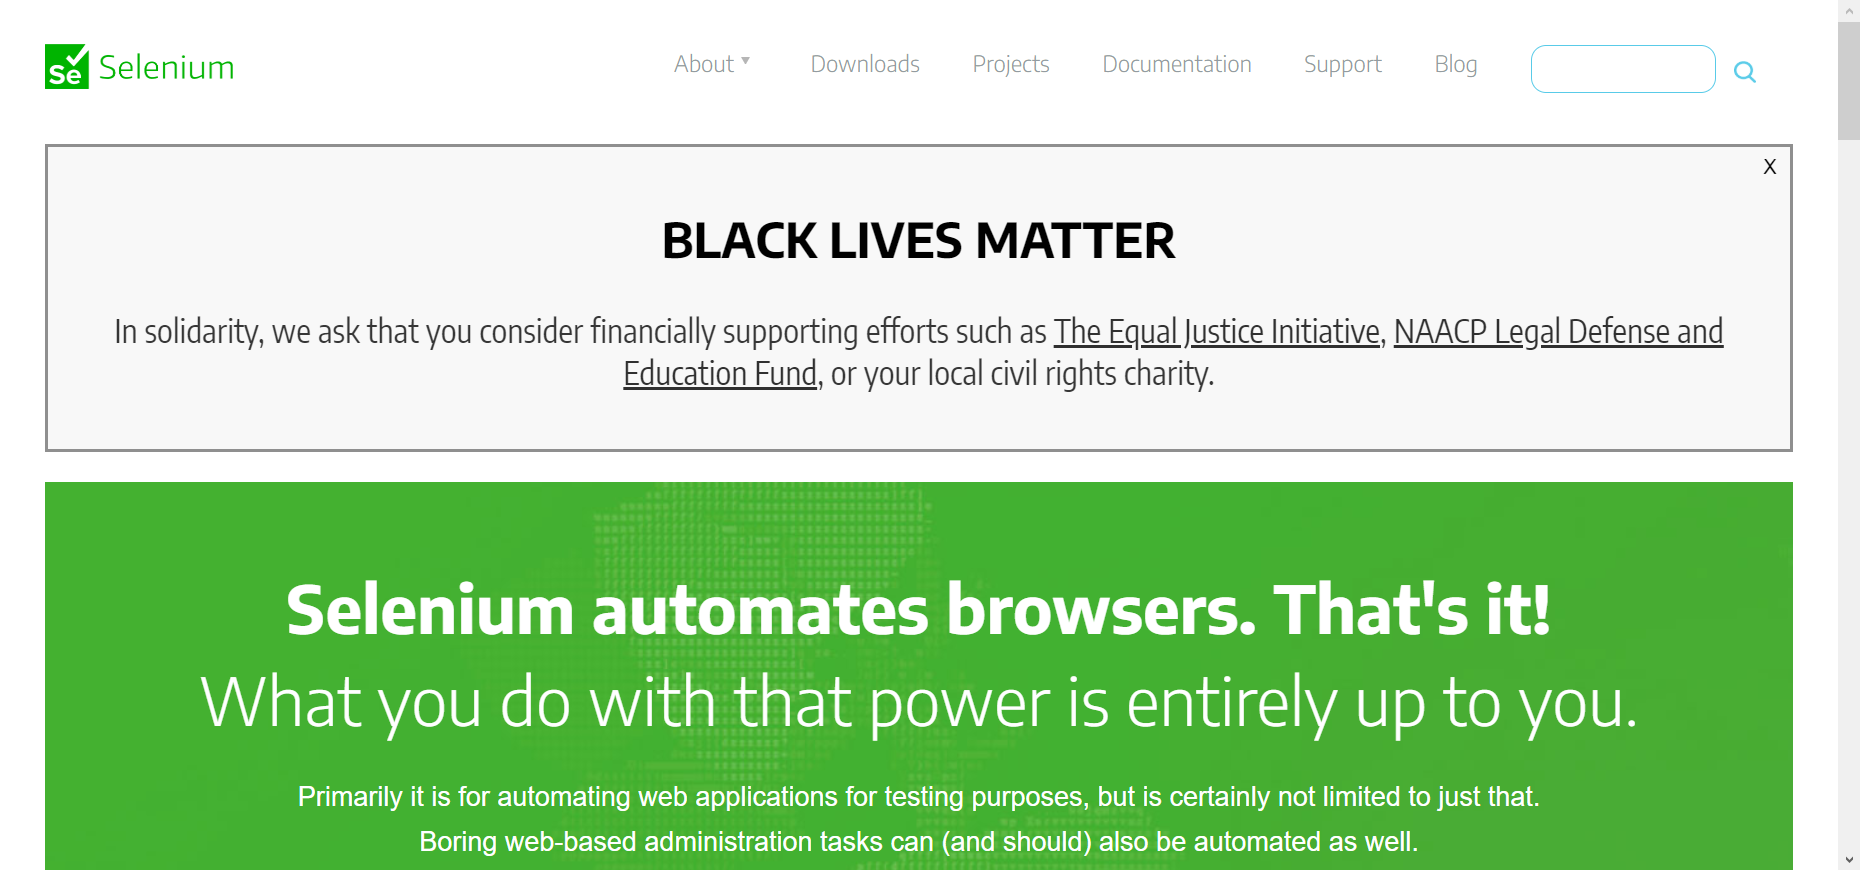 Se Selenium
About Downloads Projects Documentation Support Blog
X
BLACK LIVES MATTER
In solidarity, we ask that you consider financially supporting efforts such as The Equal Justice Initiative, NAACP Legal Defense and
Education Fund, or your local civil rights charity.
Selenium automates browsers. That's it!
What you do with that power is entirely up to you.
Primarily it is for automating web applications for testing purposes, but is certainly not limited to just that.
Boring web-based administration tasks can (and should) also be automated as well.